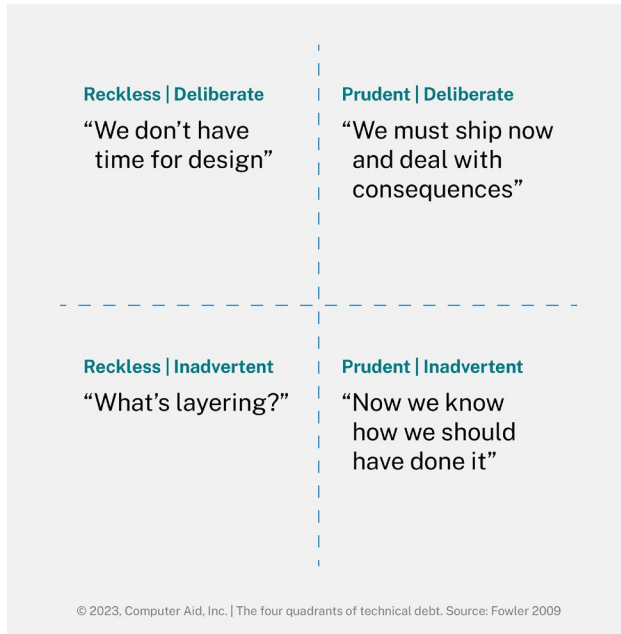 Reckless | Deliberate
“We don’t have
time for design”
Prudent | Deliberate
“We must ship now
and deal with
consequences”
Reckless | Inadvertent
“What’s layering?”
Prudent | Inadvertent
“Now we know
how we should
have done it”
© 2023, Computer Aid, Inc. | The four quadrants of technical debt. Source: Fowler 2009